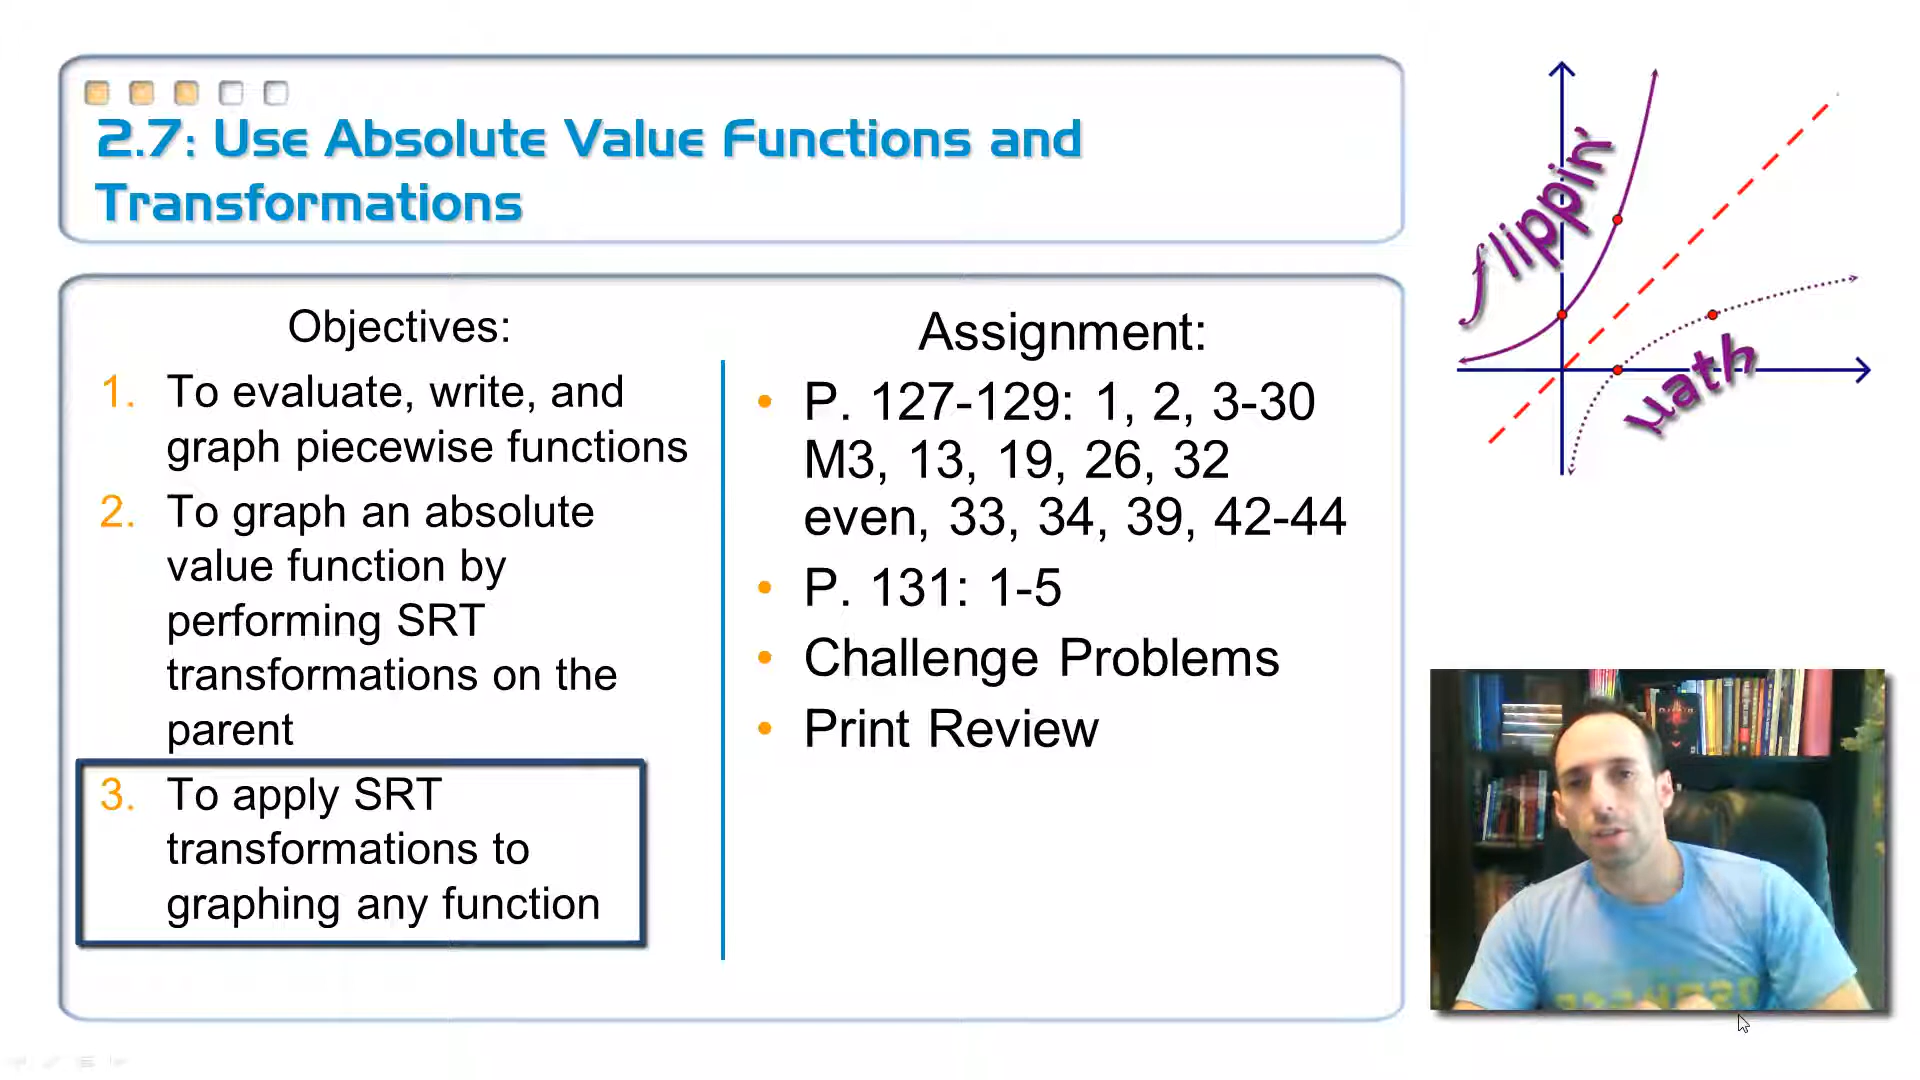 2.7: Use Absolute Value Functions and
Transformations
Objectives:
1. To evaluate, write, and
graph piecewise functions
2. To graph an absolute
value function by
performing SRT
transformations on the
parent
3. To apply SRT
transformations to
graphing any function
Assignment:
• P. 127-129: 1, 2, 3-30
M3, 13, 19, 26, 32
even, 33, 34, 39, 42-44
• P. 131: 1-5
• Challenge Problems
• Print Review
flippin'
math